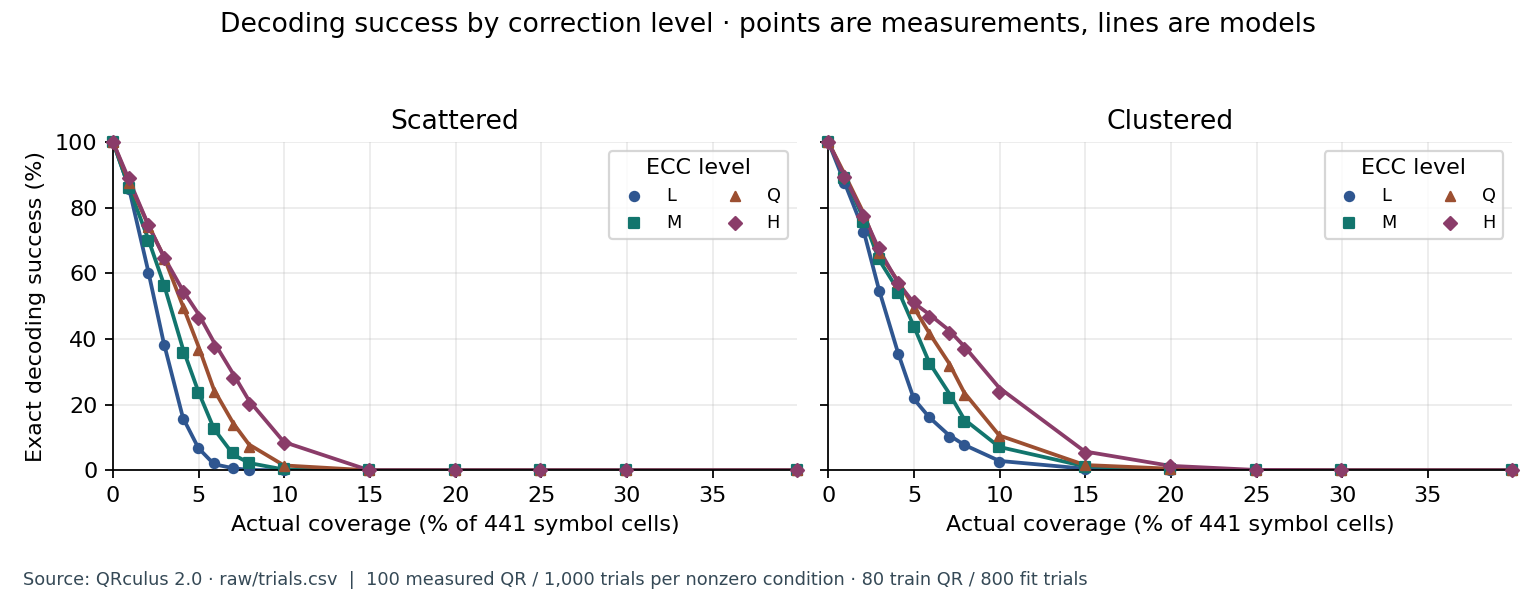 Decoding success by correction level · points are measurements, lines are models
Scattered
Clustered
Exact decoding success (%)
100
80
60
40
20
0
ECC level
L
Q
M
H
0 5 10 15 20 25 30 35
Actual coverage (% of 441 symbol cells)
ECC level
L
Q
M
H
0 5 10 15 20 25 30 35
Actual coverage (% of 441 symbol cells)
Source: QRculus 2.0 · raw/trials.csv | 100 measured QR / 1,000 trials per nonzero condition · 80 train QR / 800 fit trials